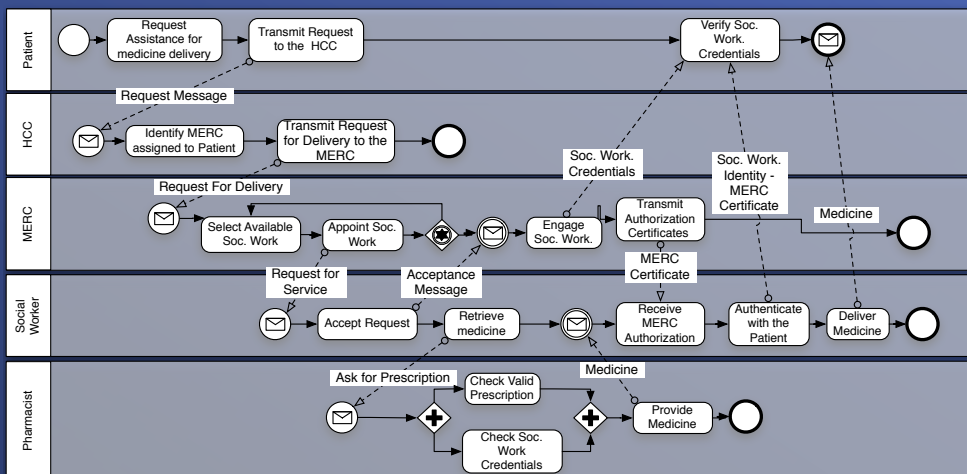 Patient
Request
Assistance for
medicine delivery
Transmit Request
to the HCC
Verify Soc.
Work.
Credentials
Request Message
HCC
Identify MERC
assigned to Patient
Transmit Request
for Delivery to the
MERC
Soc. Work.
Credentials
Soc. Work.
Identity -
MERC
Certificate
Request For Delivery
MERC
Select Available
Soc. Work
Appoint Soc.
Work
Engage
Soc. Work.
Transmit
Authorization
Certificates
Medicine
Request for
Service
Acceptance
Message
MERC
Certificate
Social
Worker
Accept Request
Retrieve
medicine
Receive
MERC
Authorization
Authenticate
with the
Patient
Deliver
Medicine
Ask for Prescription
Medicine
Pharmacist
Check Valid
Prescription
Check Soc.
Work
Credentials
Provide
Medicine